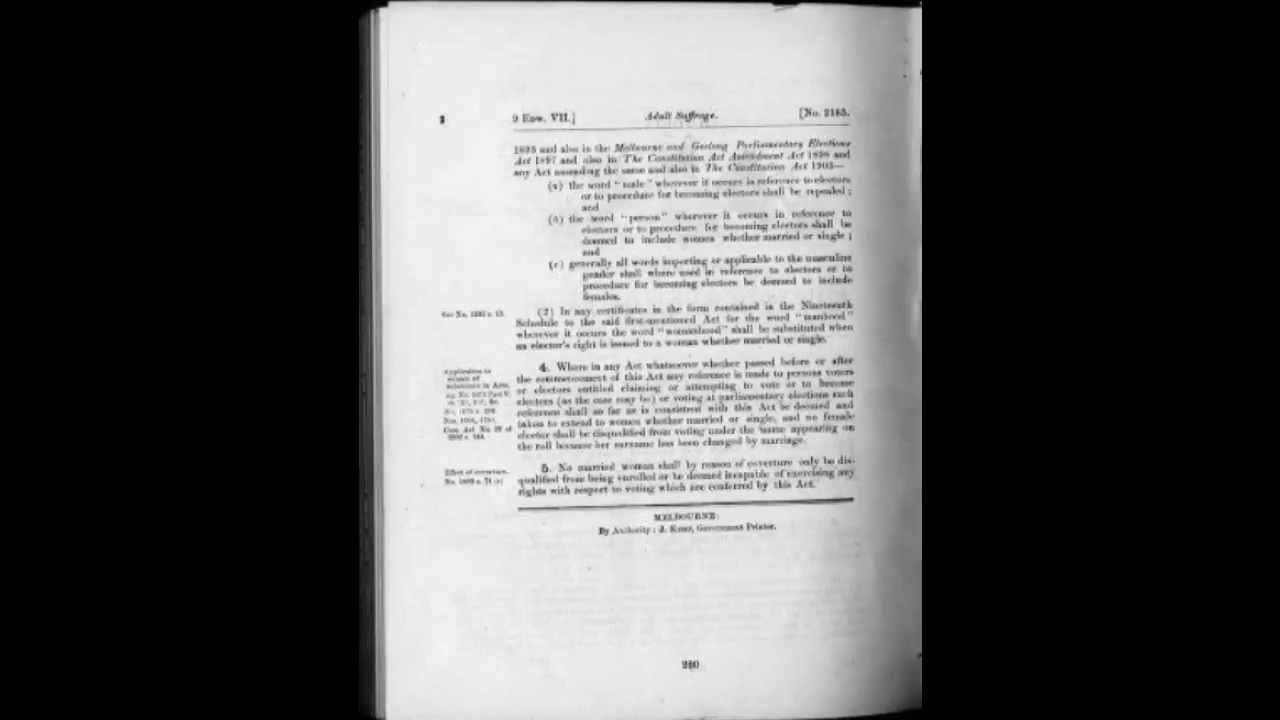 2 9 Edw. VII.] Adult Suffrage. [No. 2185.
1893 and also in the Melbourne and Geelong Parliamentary Elections
Act 1897 and also in The Constitution Act Amendment Act 1898 and
any Act amending the same and also in The Constitution Act 1903—
(a) the word "male" wherever it occurs in reference to electors
or to procedure for becoming electors shall be repealed;
and
(b) the word "person" wherever it occurs in reference to
electors or to procedure for becoming electors shall be
deemed to include women whether married or single;
and
(c) generally all words importing or applicable to the masculine
gender shall where used in reference to electors or to
procedure for becoming electors be deemed to include
females.
(2) In any certificates in the form contained in the Nineteenth
Schedule to the said first-mentioned Act for the word "manhood"
wherever it occurs the word "womanhood" shall be substituted when
an elector's right is issued to a woman whether married or single.
4. Where in any Act whatsoever whether passed before or after
the commencement of this Act any reference is made to persons voters
or electors entitled claiming or attempting to vote or to become
electors (as the case may be) or voting at parliamentary elections such
reference shall so far as is consistent with this Act be deemed and
taken to extend to women whether married or single, and no female
elector shall be disqualified from voting under the name appearing on
the roll because her surname has been changed by marriage.
Application to
women of
references in Acts,
Effect of coverture.
5. No married woman shall by reason of coverture only be dis-
qualified from being enrolled or be deemed incapable of exercising any
rights with respect to voting which are conferred by this Act.
MELBOURNE:
By Authority: J. Kemp, Government Printer.
280